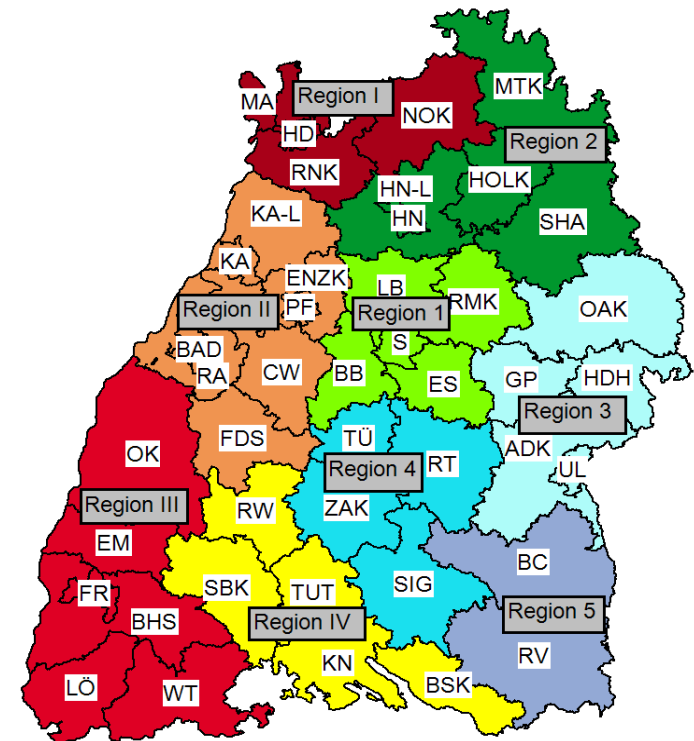 MTK
MA
Region I
NOK
HD
Region 2
RNK
HN-L
HOLK
KA-L
HN
SHA
KA
ENZK
LB
RMK
Region II
PF
Region 1
OAK
S
BAD
RA
CW
BB
ES
GP
HDH
Region 3
FDS
TÜ
OK
Region 4
RT
ADK
UL
Region III
RW
ZAK
EM
BC
SBK
TUT
SIG
FR
BHS
Region IV
Region 5
KN
RV
LÖ
WT
BSK